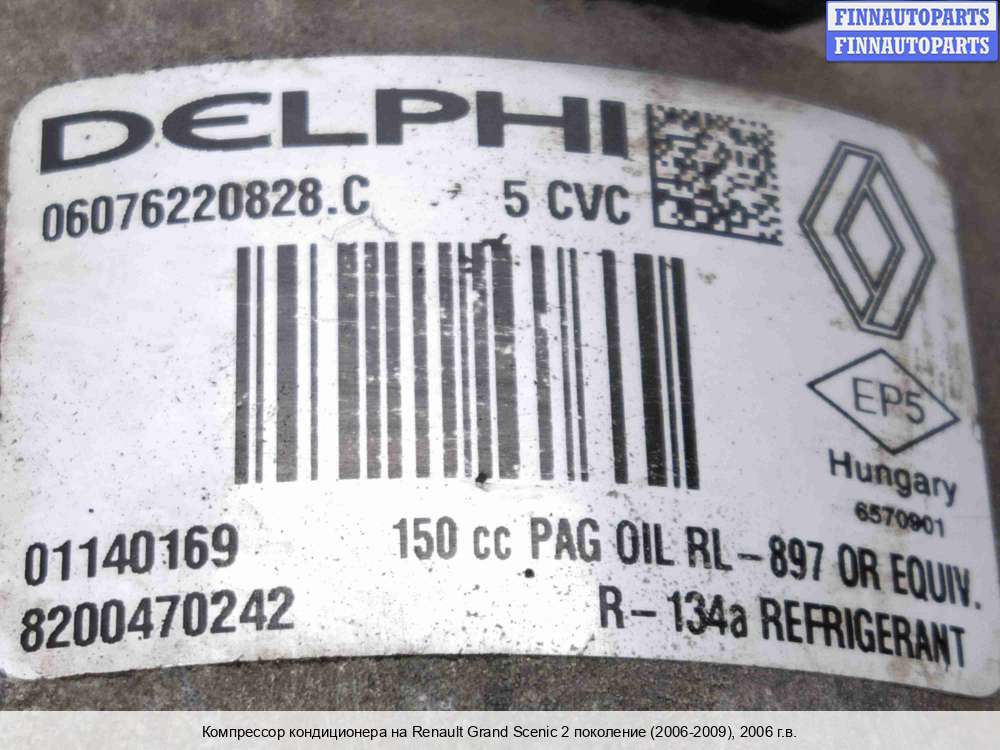 FINNAUTOPARTS
FINNAUTOPARTS
DELPHI
06076220828.C 5 CVC
EP5
Hungary
6570901
01140169 150 cc PAG OIL RL-897 OR EQUIV.
8200470242 R-134a REFRIGERANT
Компрессор кондиционера на Renault Grand Scenic 2 поколение (2006-2009), 2006 г.в.